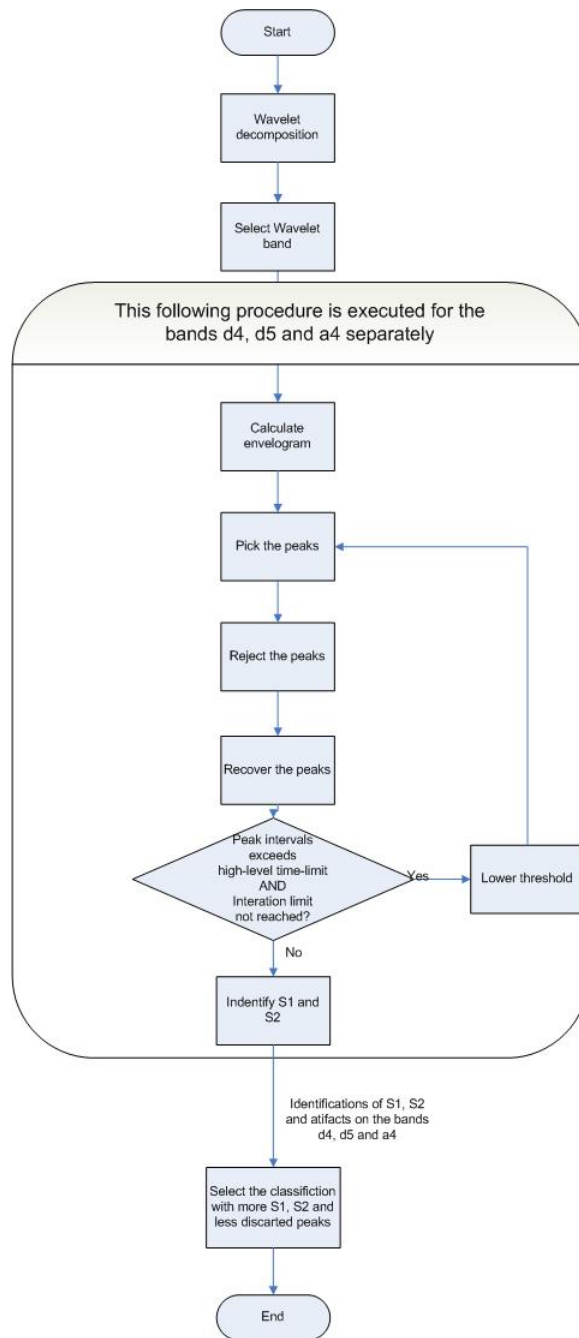 Start
Wavelet
decomposition
Select Wavelet
band
This following procedure is executed for the
bands d4, d5 and a4 separately
Calculate
envelogram
Pick the peaks
Reject the peaks
Recover the peaks
Peak intervals
exceeds
high-level time-limit
AND
Interation limit
not reached?
Yes
Lower threshold
No
Indentify S1 and
S2
Identifications of S1, S2
and atifacts on the bands
d4, d5 and a4
Select the classifiction
with more S1, S2 and
less discarted peaks
End